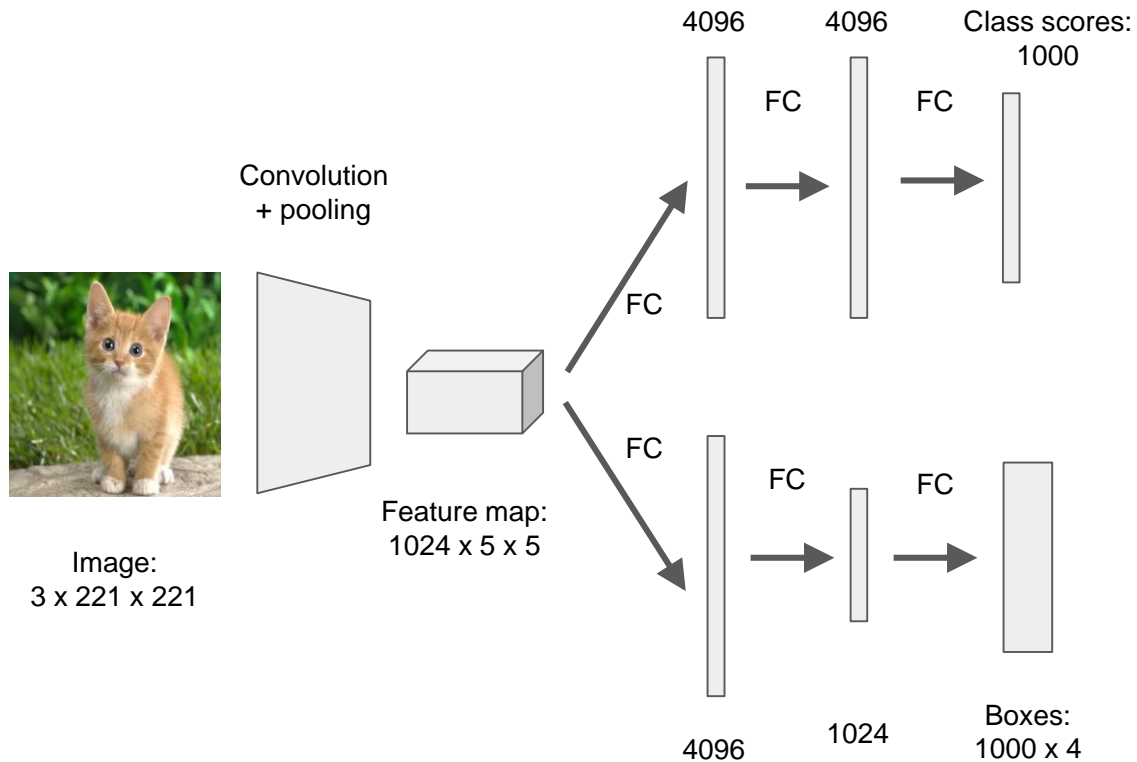 4096
4096
Class scores:
1000
FC
FC
Convolution
+ pooling
FC
FC
Feature map:
1024 x 5 x 5
Image:
3 x 221 x 221
FC
FC
4096
1024
Boxes:
1000 x 4